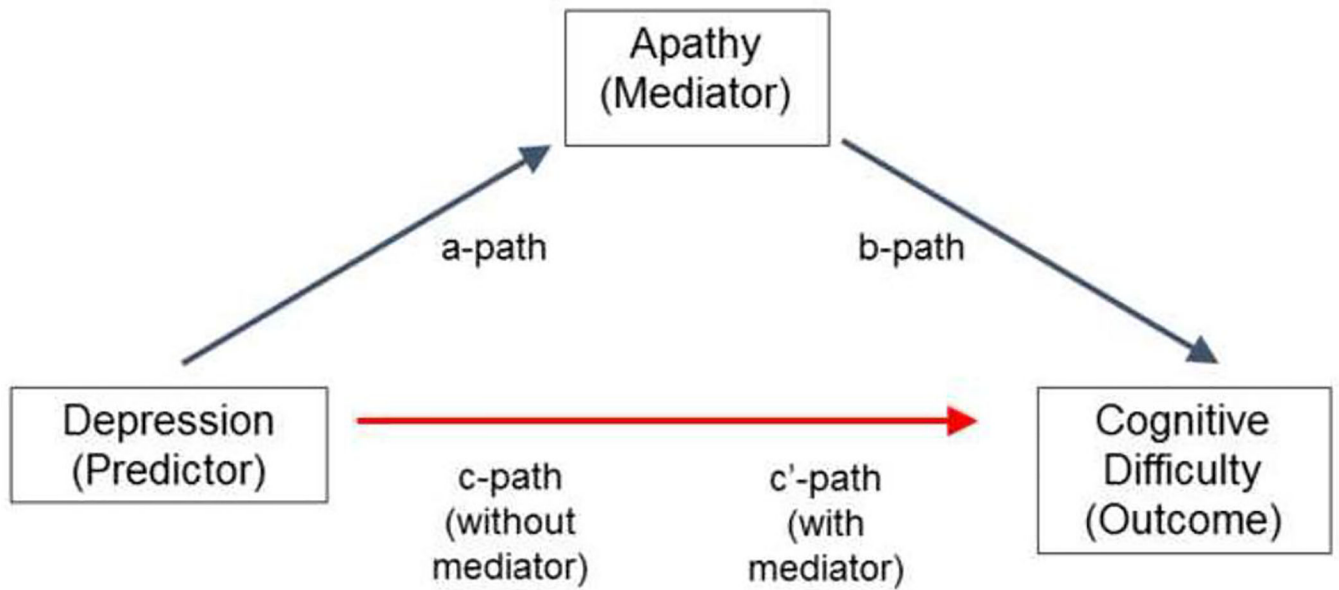 Apathy
(Mediator)
a-path
b-path
Depression
(Predictor)
c-path
(without
mediator)
c'-path
(with
mediator)
Cognitive
Difficulty
(Outcome)